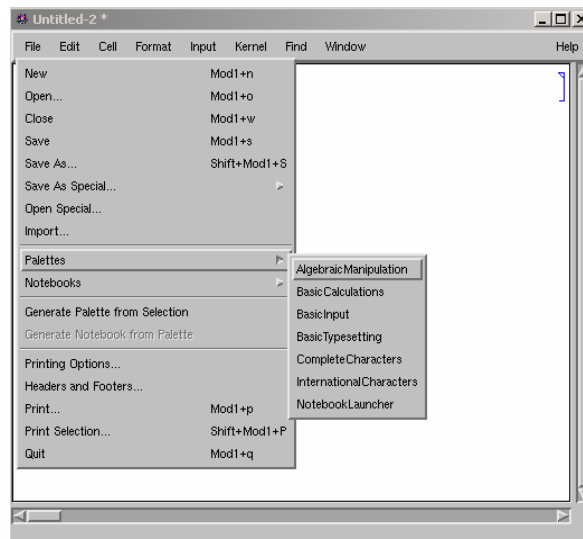 Untitled-2 *
File Edit Cell Format Input Kernel Find Window Help
New Mod1+n
Open... Mod1+o
Close Mod1+w
Save Mod1+s
Save As... Shift+Mod1+S
Save As Special...
Open Special...
Import...
Palettes
Notebooks
Generate Palette from Selection
Generate Notebook from Palette
Printing Options...
Headers and Footers...
Print... Mod1+p
Print Selection... Shift+Mod1+P
Quit Mod1+q
AlgebraicManipulation
BasicCalculations
BasicInput
BasicTypesetting
CompleteCharacters
InternationalCharacters
NotebookLauncher